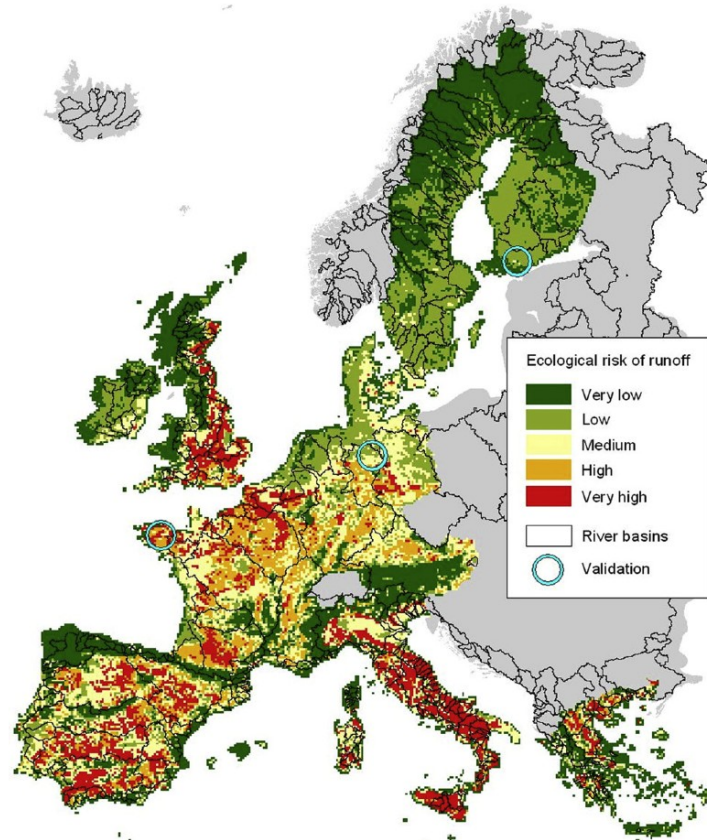 Ecological risk of runoff
Very low
Low
Medium
High
Very high
River basins
Validation